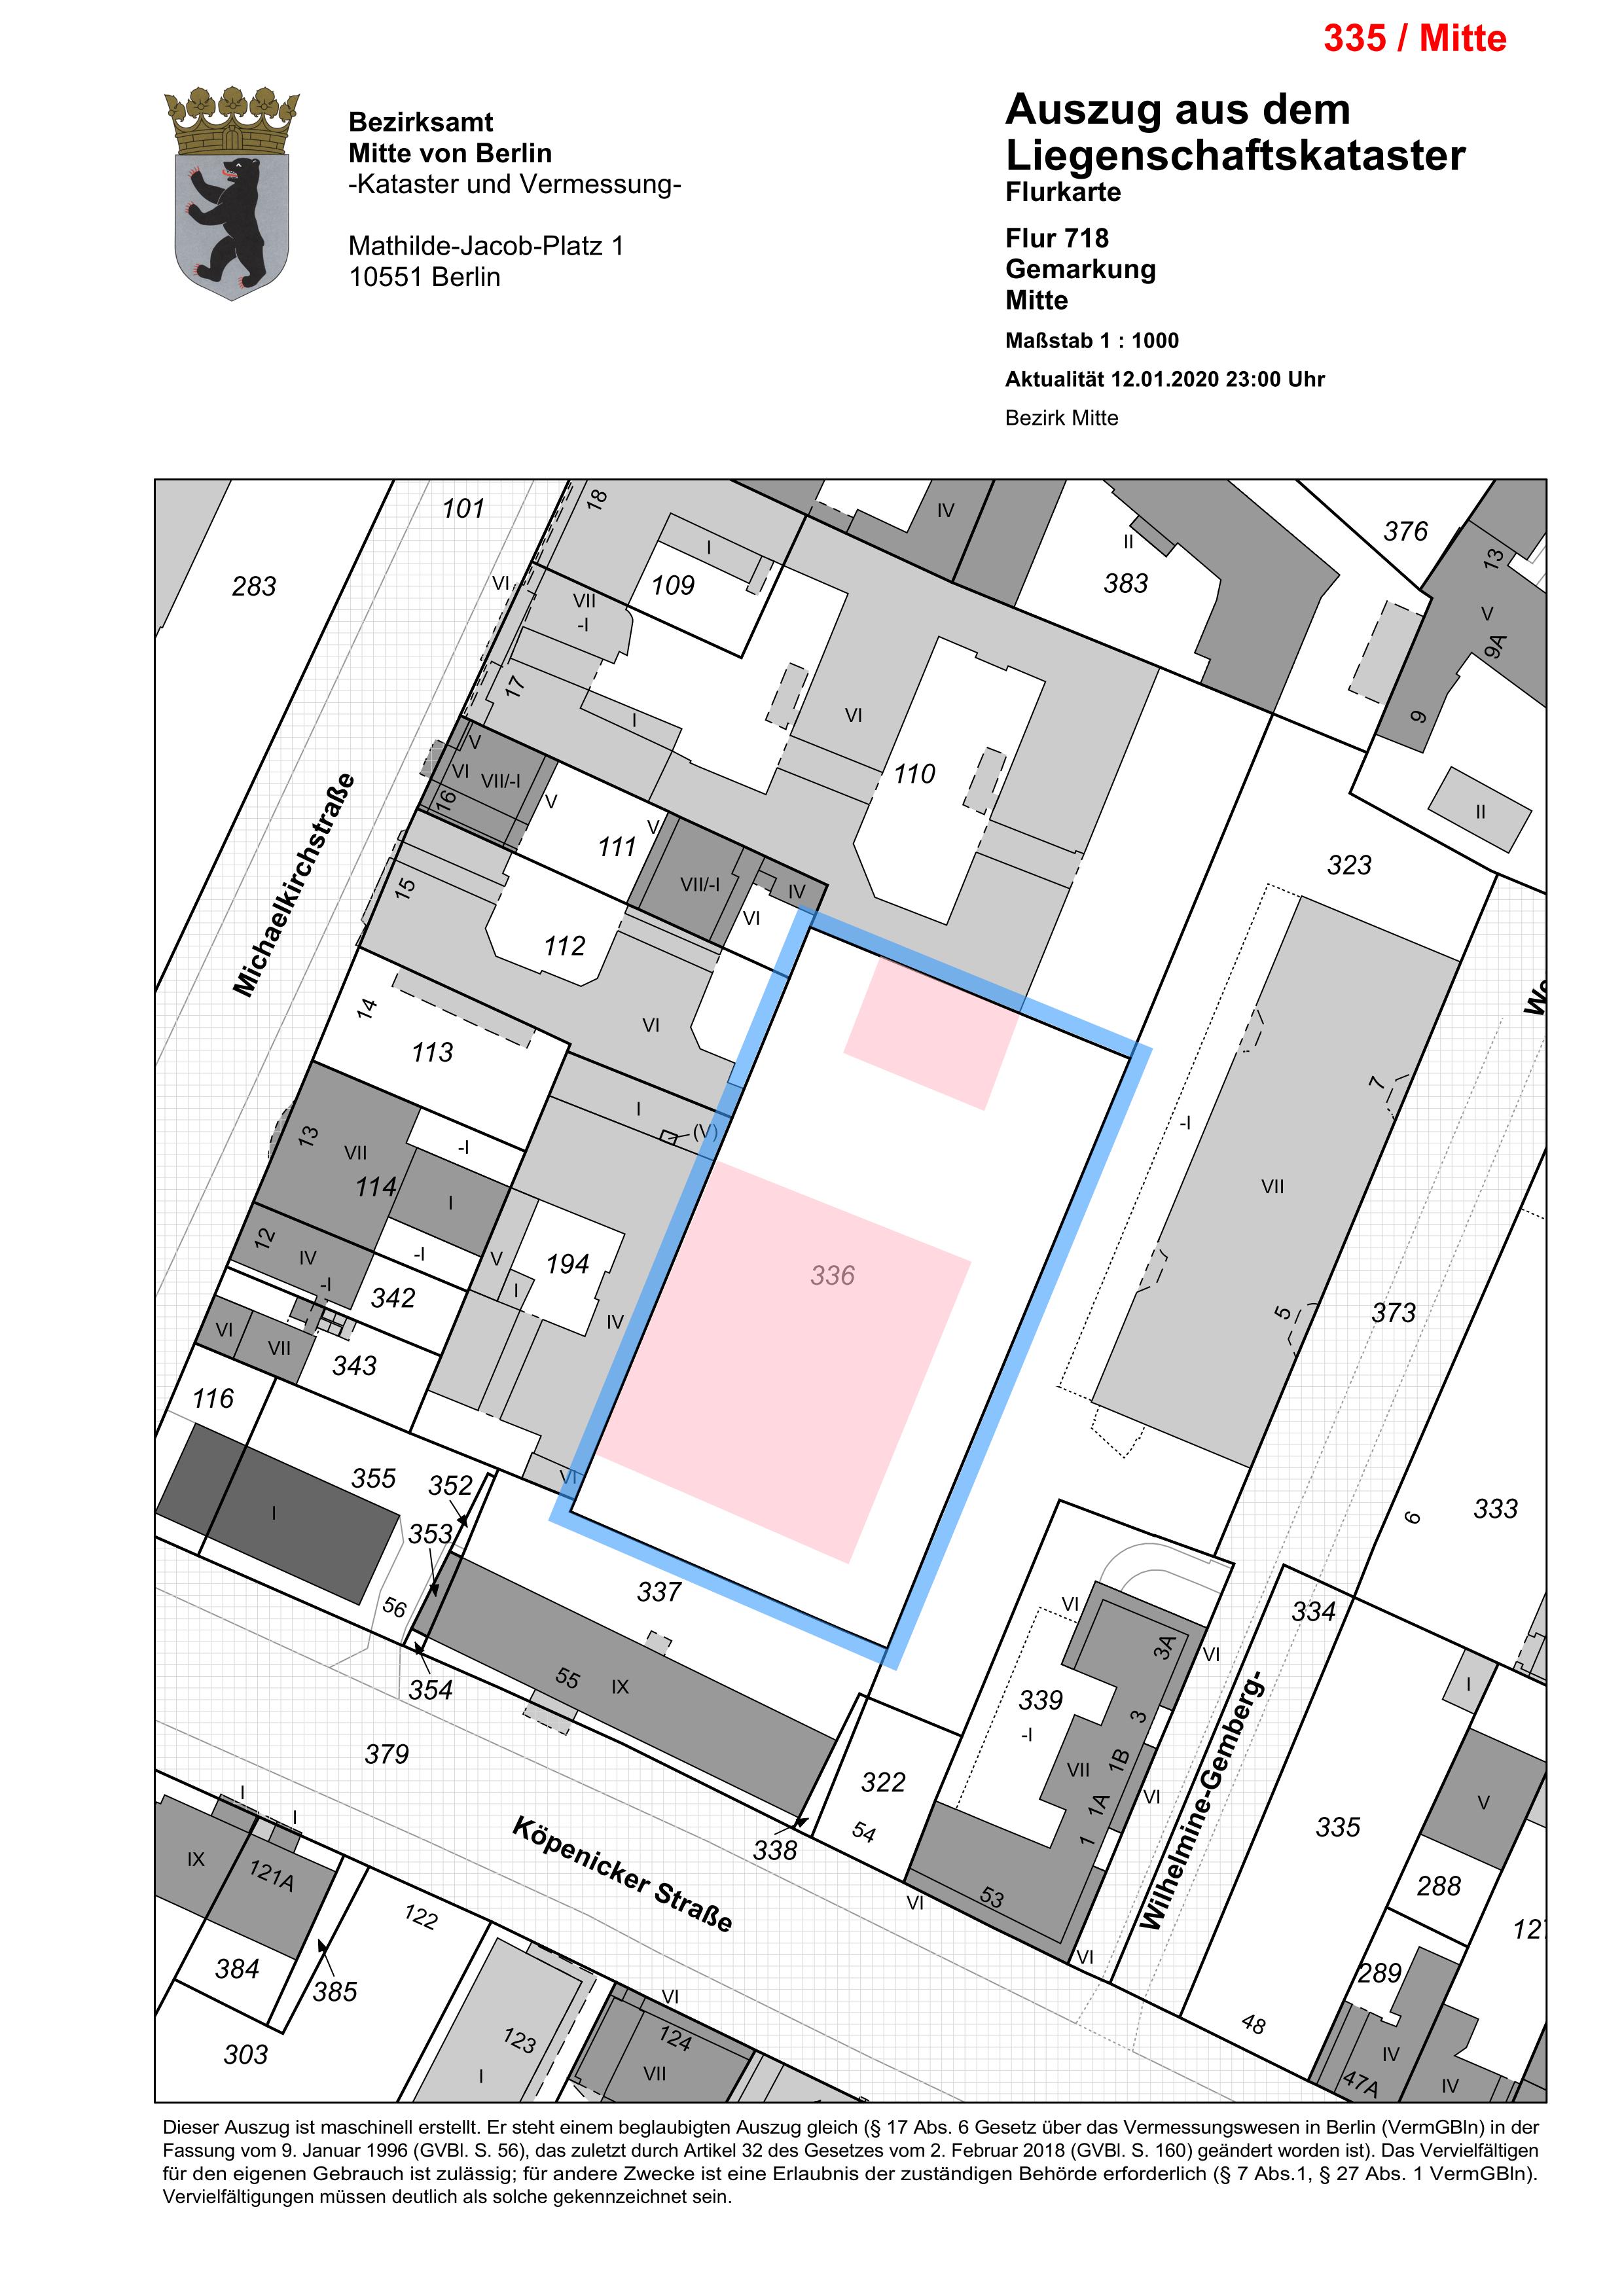 335 / Mitte
Bezirksamt
Mitte von Berlin
-Kataster und Vermessung-
Mathilde-Jacob-Platz 1
10551 Berlin
Auszug aus dem
Liegenschaftskataster
Flurkarte
Flur 718
Gemarkung
Mitte
Maßstab 1 : 1000
Aktualität 12.01.2020 23:00 Uhr
Bezirk Mitte
101
18
IV
376
13
II
I
283
VI
109
383
VII
-I
V
9A
17
I
VI
9
V
VI
VII/-I
110
16
V
II
V
111
323
15
VII/-I
IV
VI
112
Michaelkirchstraße
14
VI
113
7
I
(V)
-I
13
VII
-I
114
VII
I
12
IV
-I
V
194
336
-I
I
342
5
373
VI
IV
VII
343
116
355
352
VI
333
6
I
353
56
337
VI
334
3A
VI
354
55
IX
339
I
-I
3
379
VII
1B
322
VI
1A
V
I
I
54
335
1
338
IX
121A
Köpenicker Straße
Wilhelmine-Gemberg-
288
53
VI
122
VI
384
385
289
VI
48
303
123
124
IV
I
VII
47A
IV
Dieser Auszug ist maschinell erstellt. Er steht einem beglaubigten Auszug gleich (§ 17 Abs. 6 Gesetz über das Vermessungswesen in Berlin (VermGBln) in der
Fassung vom 9. Januar 1996 (GVBl. S. 56), das zuletzt durch Artikel 32 des Gesetzes vom 2. Februar 2018 (GVBl. S. 160) geändert worden ist). Das Vervielfältigen
für den eigenen Gebrauch ist zulässig; für andere Zwecke ist eine Erlaubnis der zuständigen Behörde erforderlich (§ 7 Abs.1, § 27 Abs. 1 VermGBln).
Vervielfältigungen müssen deutlich als solche gekennzeichnet sein.